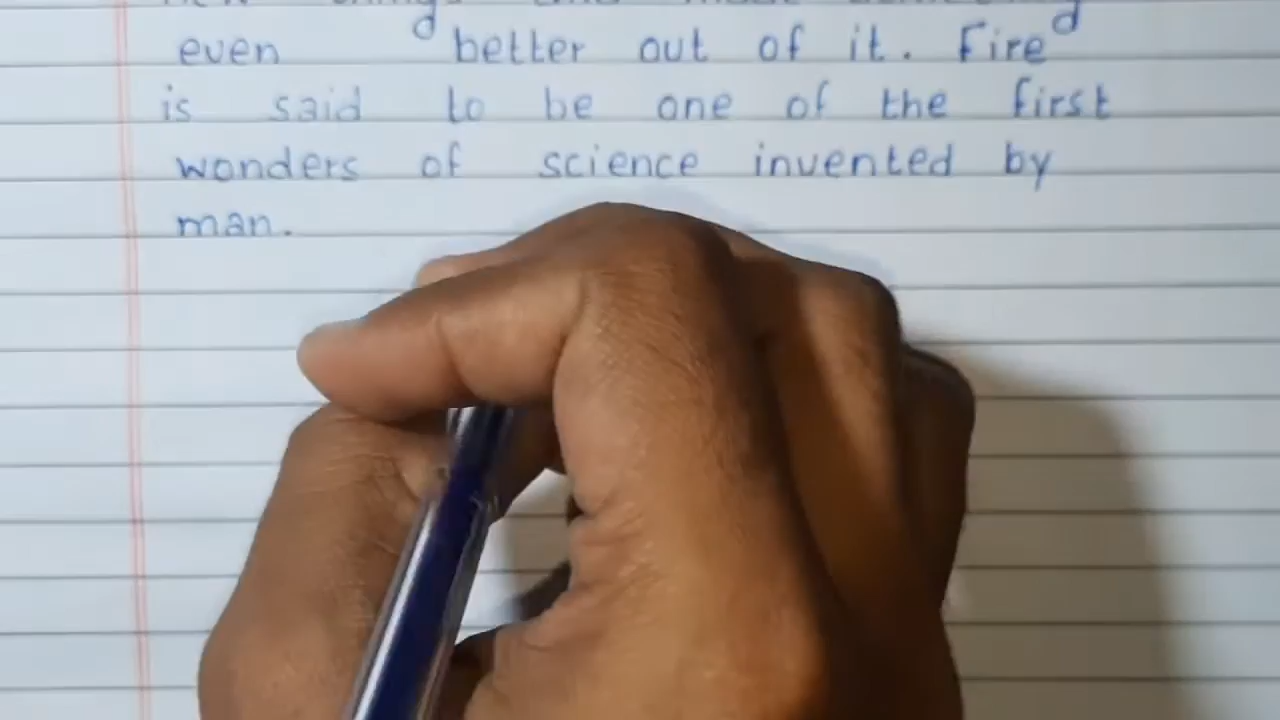 even better out of it. Fire
is said to be one of the first
wonders of science invented by
man.